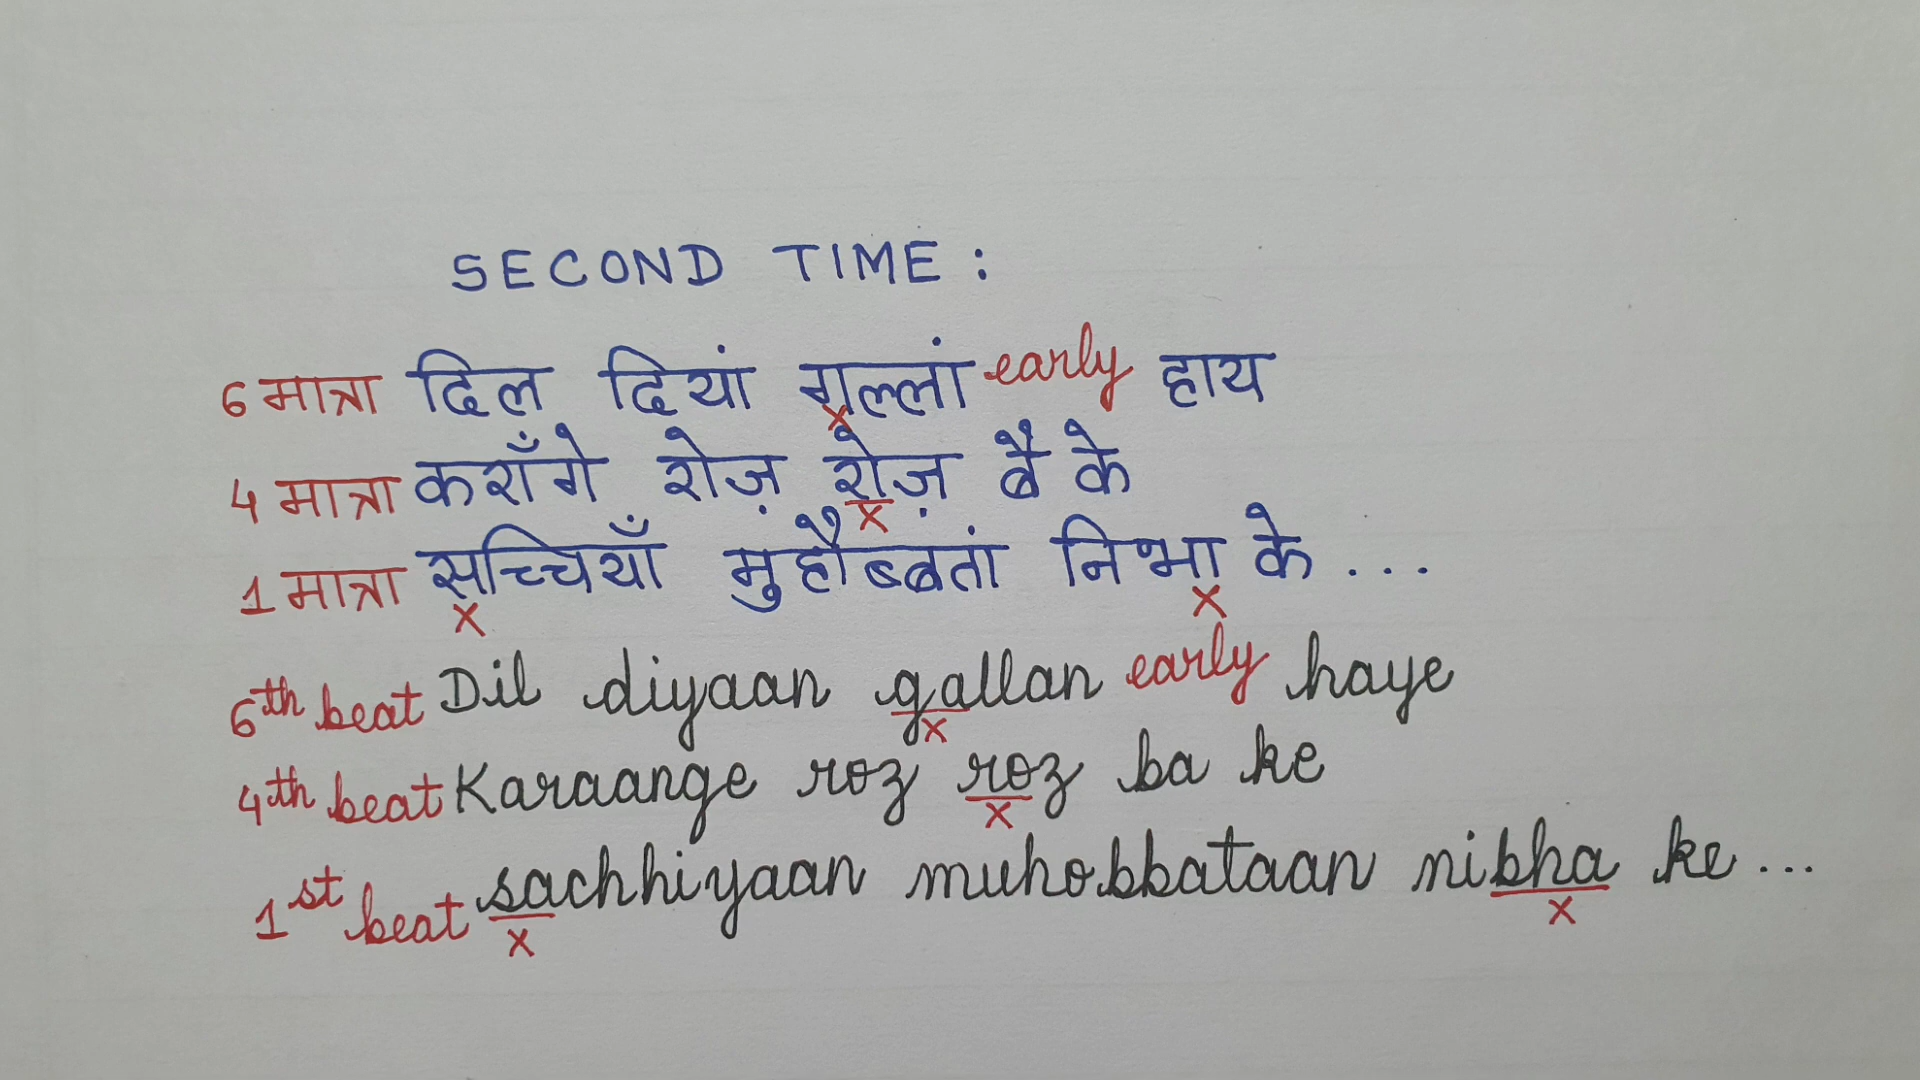 SECOND TIME :
6 मात्रा दिल दियां ग़ल्लां early हाय
4 मात्रा कराँगे रोज़ रोज़ बै के
1 मात्रा सच्चियाँ मुहौब्बतां निभा के ...
6th beat Dil diyaan gallan early haye
4th beat Karaange roz roz ba ke
1st beat sachhiyaan muhobbataan nibha ke ...